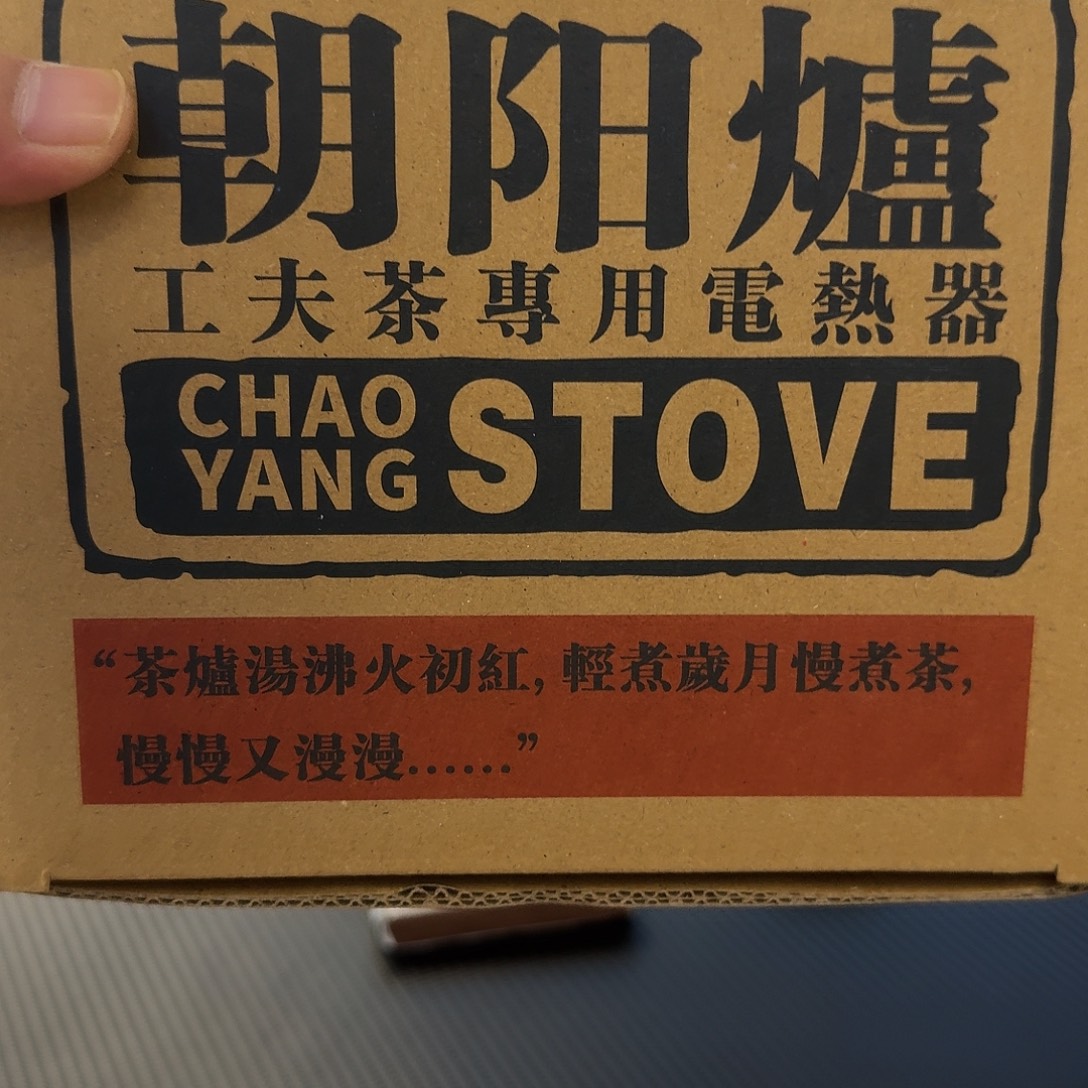 朝阳爐
工夫茶專用電熱器
CHAO
YANG STOVE
“茶爐湯沸火初紅, 輕煮歲月慢煮茶,
慢慢又漫漫……”